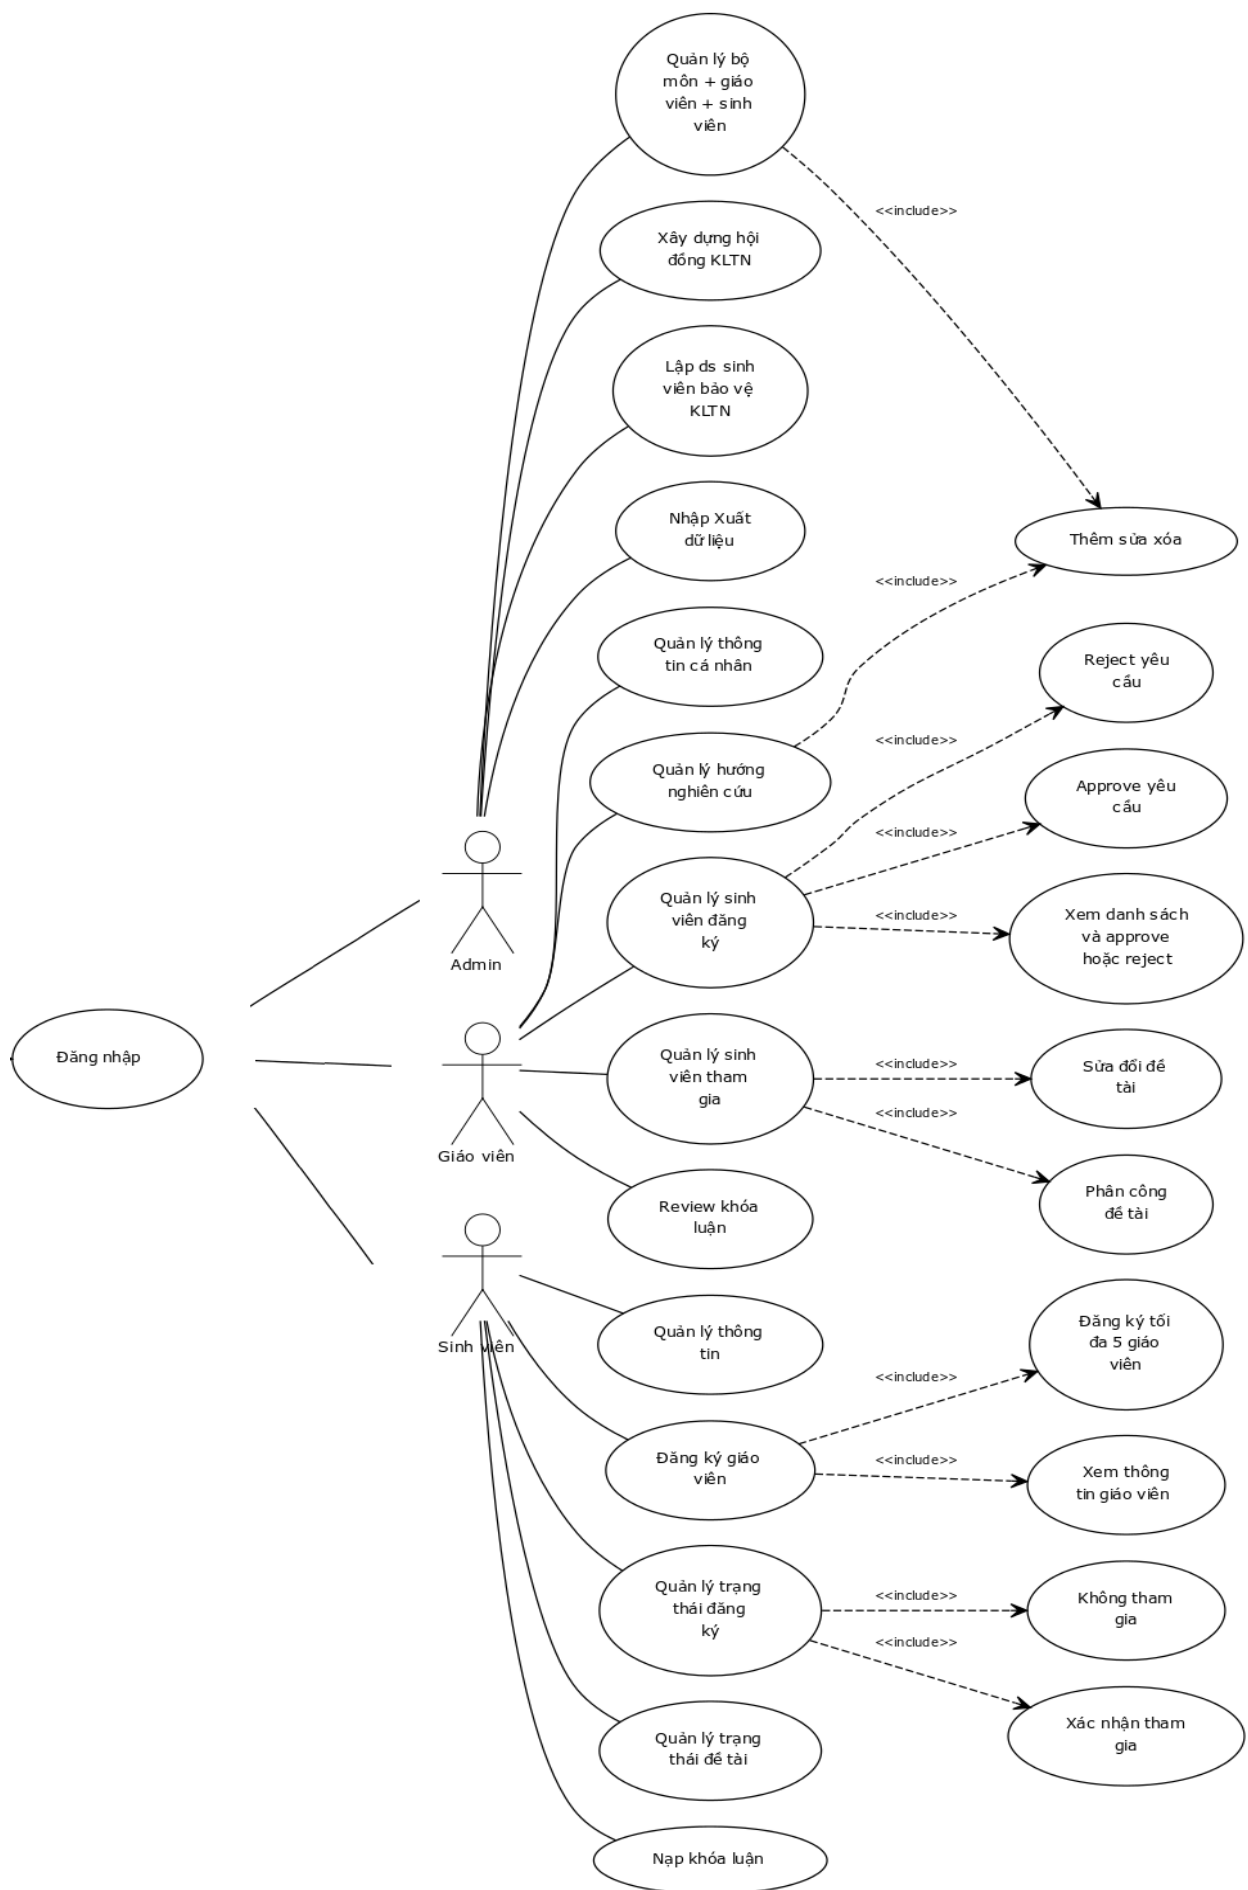 Quản lý bộ
môn + giáo
viên + sinh
viên
<<include>>
Xây dựng hội
đồng KLTN
Lập ds sinh
viên bảo vệ
KLTN
Nhập Xuất
dữ liệu
Thêm sửa xóa
<<include>>
Quản lý thông
tin cá nhân
Reject yêu
cầu
<<include>>
Quản lý hướng
nghiên cứu
Approve yêu
cầu
<<include>>
Quản lý sinh
viên đăng
ký
<<include>>
Xem danh sách
và approve
hoặc reject
Admin
Đăng nhập
Quản lý sinh
viên tham
gia
<<include>>
Sửa đổi đề
tài
<<include>>
Giáo viên
Phân công
đề tài
Review khóa
luận
Quản lý thông
tin
Sinh viên
Đăng ký tối
đa 5 giáo
viên
<<include>>
Đăng ký giáo
viên
<<include>>
Xem thông
tin giáo viên
Quản lý trạng
thái đăng
ký
<<include>>
Không tham
gia
<<include>>
Xác nhận tham
gia
Quản lý trạng
thái đề tài
Nạp khóa luận